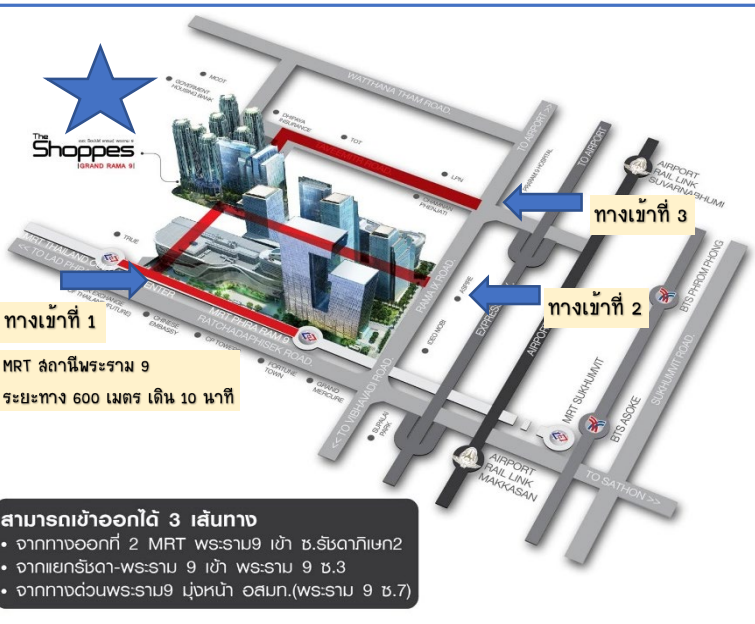 WATTHANA THAM ROAD.
MCOT
GOVERMENT
HOUSING BANK
DHIPAYA
INSURANCE
TOT
LPN
TO AIRPORT >>
PRARAM 9 HOSPITAL
TO AIRPORT
AIRPORT
RAIL LINK
SUVARNABHUMI
The
Shoppes
GRAND RAMA 9
ทางเข้าที่ 3
TRUE
RAMA IX ROAD.
ASPIRE
ทางเข้าที่ 2
BTS PHROM PHONG
<< TO LAD PHR
ทางเข้าที่ 1
CHINESE
EMBASSY
MRT PHRA RAM 9
RATCHADAPHISEK ROAD.
FORTUNE
TOWN
GRAND
MERCURE
SUPALAI
PARK
<< TO VIBHAVADI ROAD.
MRT SUKHUMVIT
BTS ASOKE
SUKHUMVIT ROAD.
AIRPORT
RAIL LINK
MAKKASAN
TO SATHON >>
MRT สถานีพระราม 9
ระยะทาง 600 เมตร เดิน 10 นาที
สามารถเข้าออกได้ 3 เส้นทาง
• จากทางออกที่ 2 MRT พระราม9 เข้า ซ.รัชดาภิเษก2
• จากแยกรัชดา-พระราม 9 เข้า พระราม 9 ซ.3
• จากทางด่วนพระราม9 มุ่งหน้า อสมท.(พระราม 9 ซ.7)